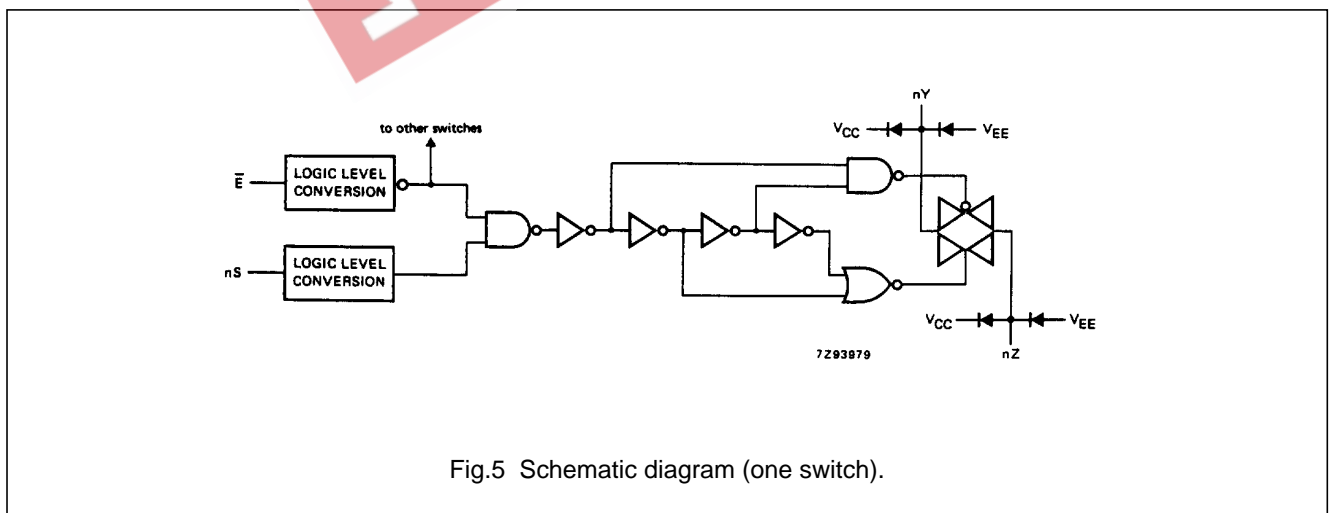 nY
V_CC V_EE
to other switches
E̅ LOGIC LEVEL CONVERSION
nS LOGIC LEVEL CONVERSION
V_CC V_EE
7Z93979
nZ
Fig.5 Schematic diagram (one switch).